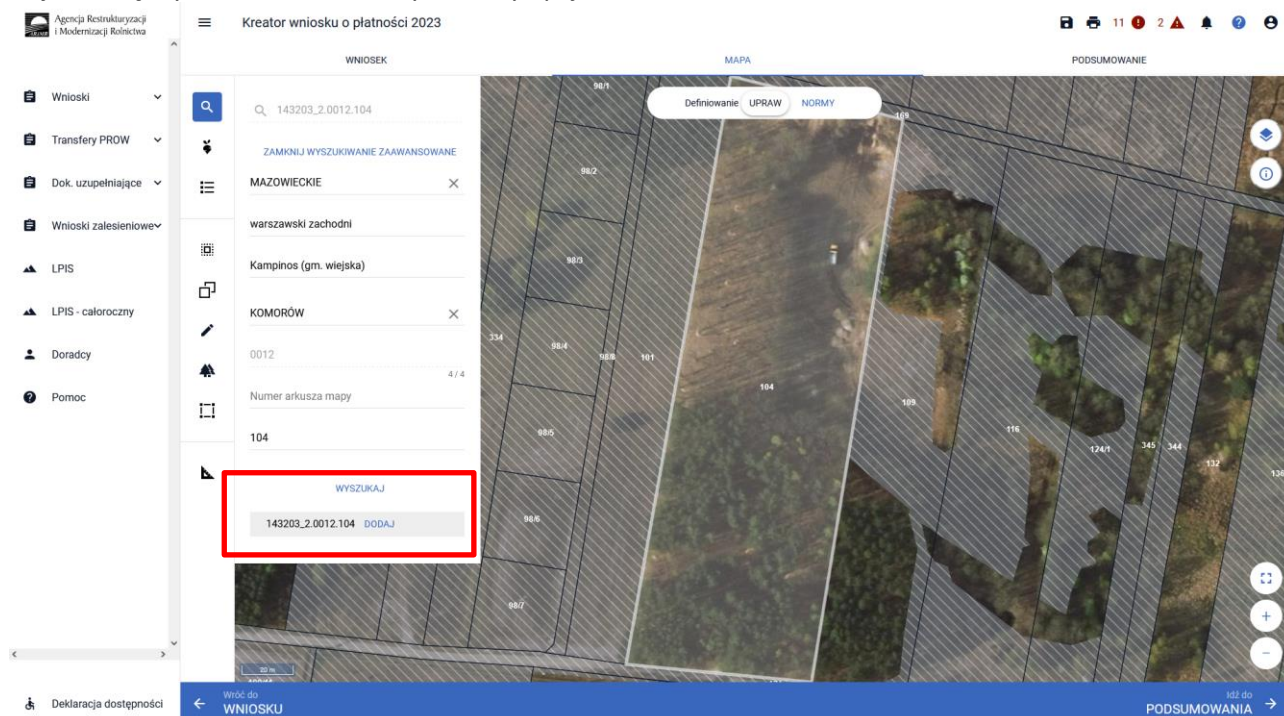 Agencja Restrukturyzacji
i Modernizacji Rolnictwa
Kreator wniosku o płatności 2023
11
2
WNIOSEK
MAPA
PODSUMOWANIE
Wnioski
Transfery PROW
Dok. uzupełniające
Wnioski zalesieniowe
LPIS
LPIS - całoroczny
Doradcy
Pomoc
Deklaracja dostępności
143203_2.0012.104
ZAMKNIJ WYSZUKIWANIE ZAAWANSOWANE
MAZOWIECKIE
warszawski zachodni
Kampinos (gm. wiejska)
KOMORÓW
0012
4 / 4
Numer arkusza mapy
104
WYSZUKAJ
143203_2.0012.104 DODAJ
Definiowanie UPRAW NORMY
98/1
169
98/2
98/3
334
98/4
98/8
101
104
109
116
98/5
124/1
345
344
132
136
98/6
98/7
20 m
Wróć do
WNIOSKU
Idź do
PODSUMOWANIA